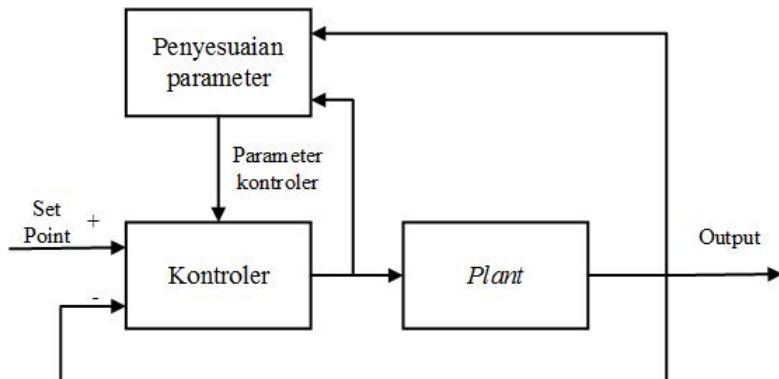 Penyesuaian
parameter
Parameter
kontroler
Set
Point
+
-
Kontroler
Plant
Output